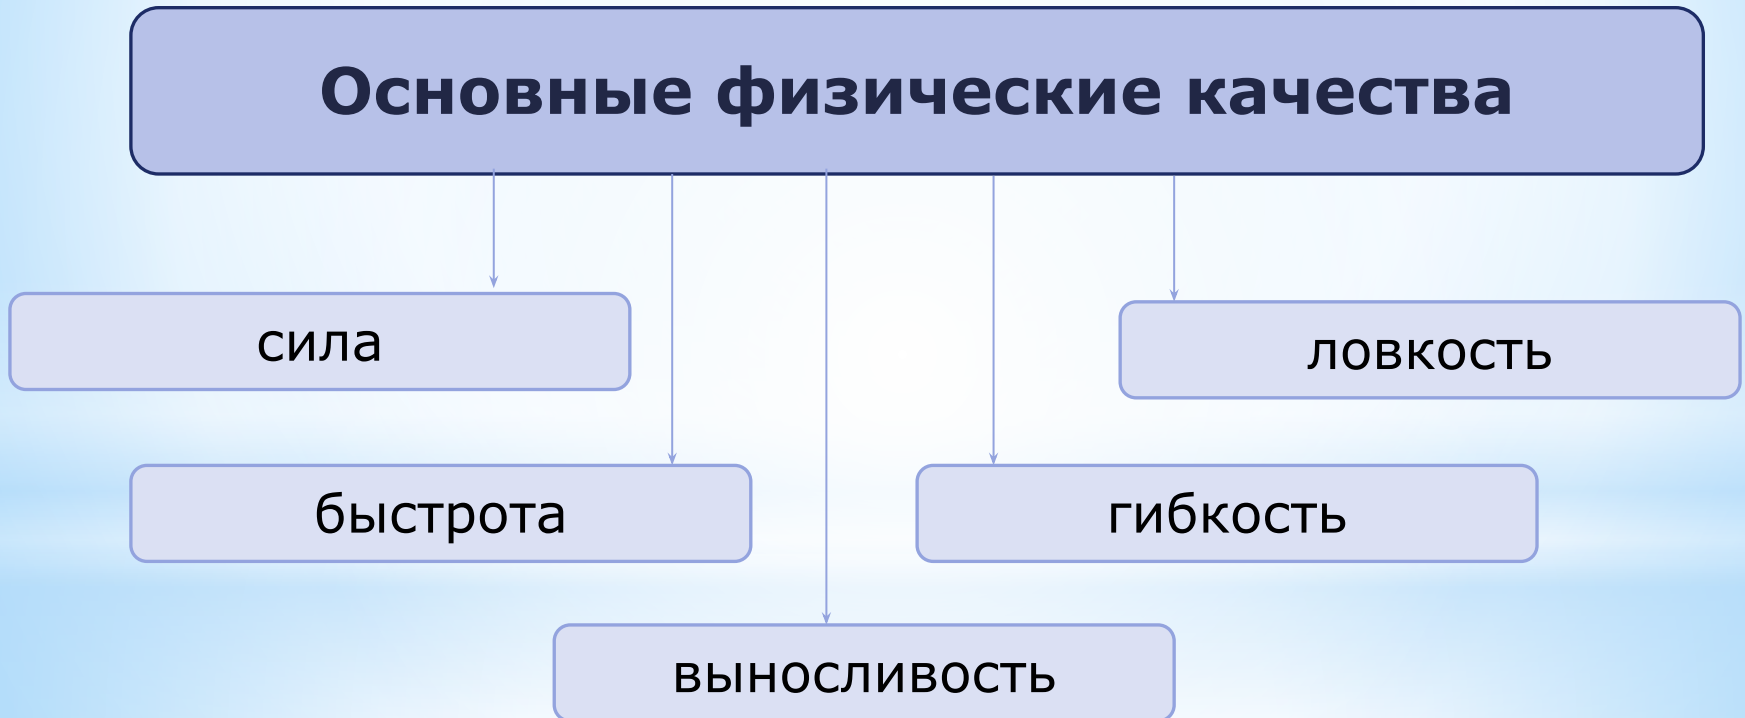 Основные физические качества
сила
ловкость
быстрота
гибкость
выносливость